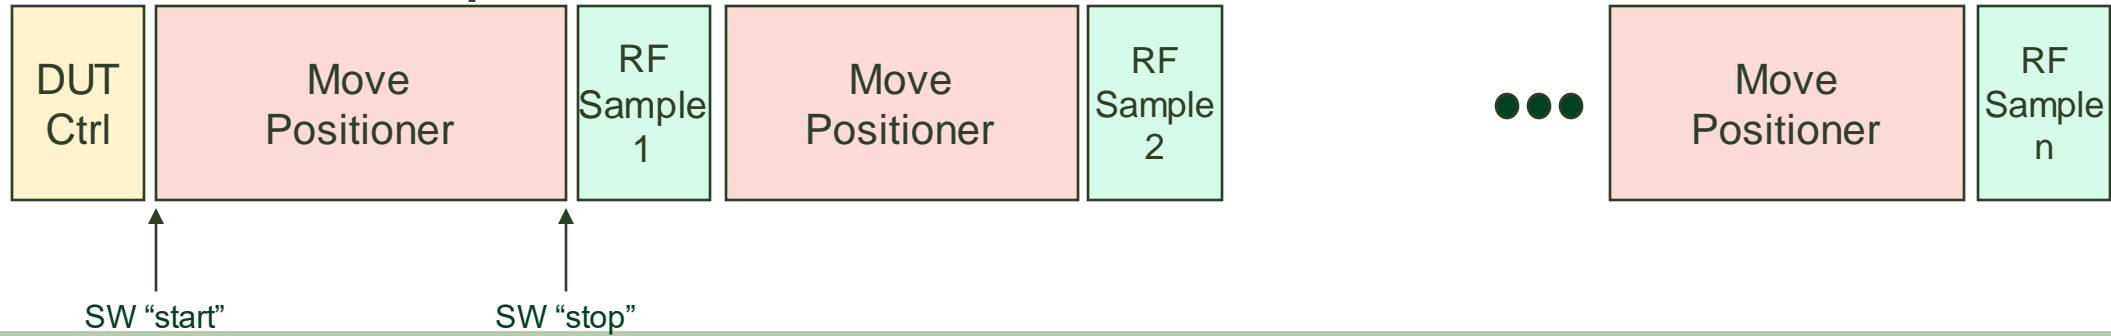 DUT
Ctrl
Move
Positioner
RF
Sample
1
Move
Positioner
RF
Sample
2
Move
Positioner
RF
Sample
n
SW “start”
SW “stop”